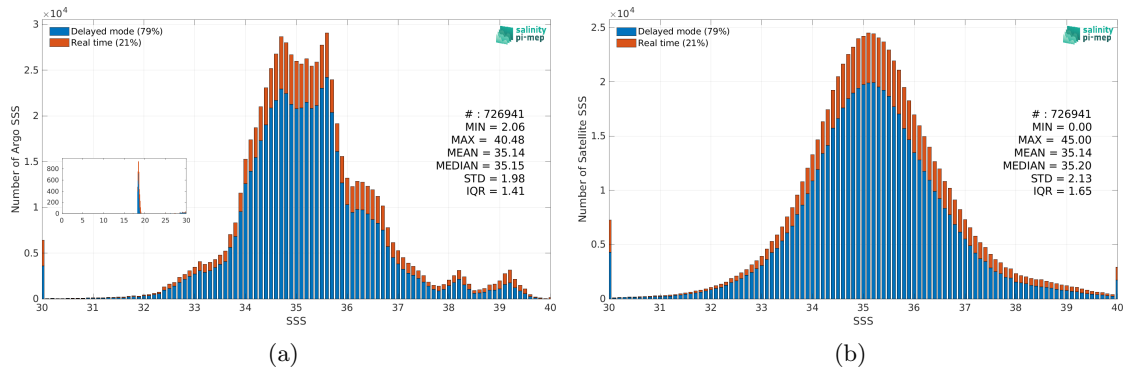 ×10^4
3
2.5
2
1.5
1
0.5
0
Number of Argo SSS
Delayed mode (79%)
Real time (21%)
salinity
pi-mep
# : 726941
MIN = 2.06
MAX = 40.48
MEAN = 35.14
MEDIAN = 35.15
STD = 1.98
IQR = 1.41
800
600
400
200
0
0 5 10 15 20 25 30
30 31 32 33 34 35 36 37 38 39 40
SSS
(a)
×10^4
2.5
2
1.5
1
0.5
0
Number of Satellite SSS
Delayed mode (79%)
Real time (21%)
salinity
pi-mep
# : 726941
MIN = 0.00
MAX = 45.00
MEAN = 35.14
MEDIAN = 35.20
STD = 2.13
IQR = 1.65
30 31 32 33 34 35 36 37 38 39 40
SSS
(b)